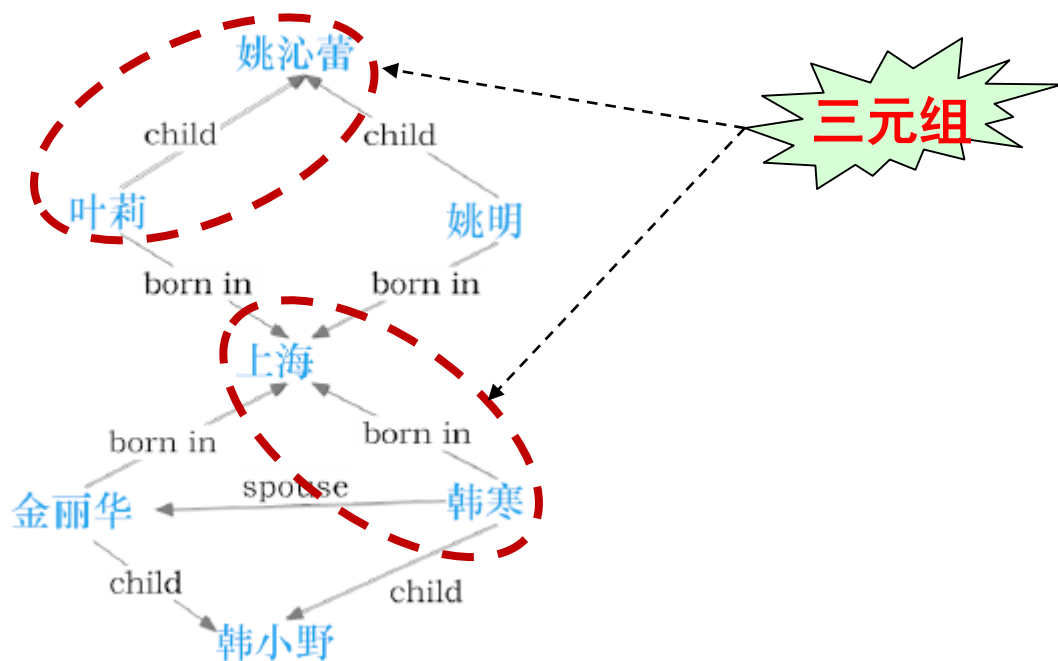 姚沁蕾
三元组
child
child
叶莉
姚明
born in
born in
上海
born in
born in
spouse
金丽华
韩寒
child
child
韩小野